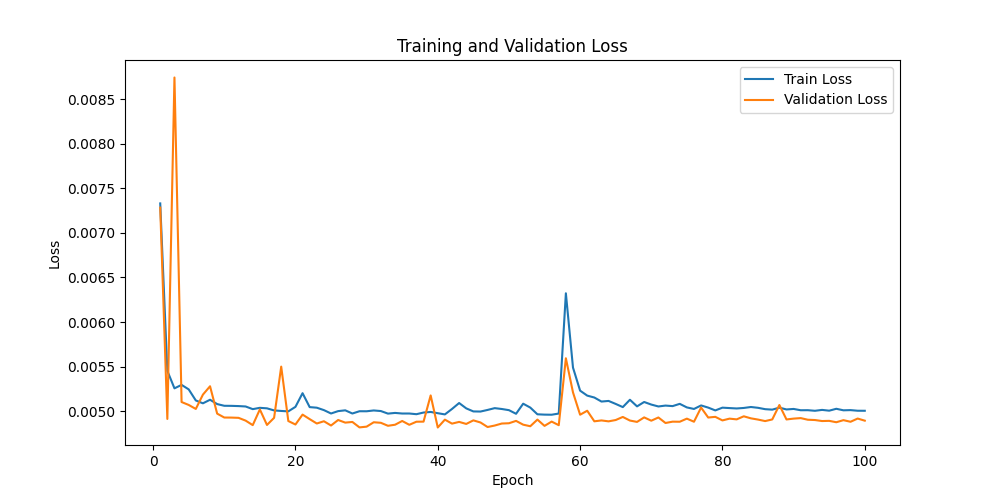 Training and Validation Loss
Train Loss
Validation Loss
0.0085
0.0080
0.0075
0.0070
0.0065
0.0060
0.0055
0.0050
Loss
0
20
40
60
80
100
Epoch